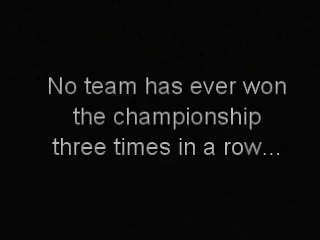 No team has ever won
the championship
three times in a row...